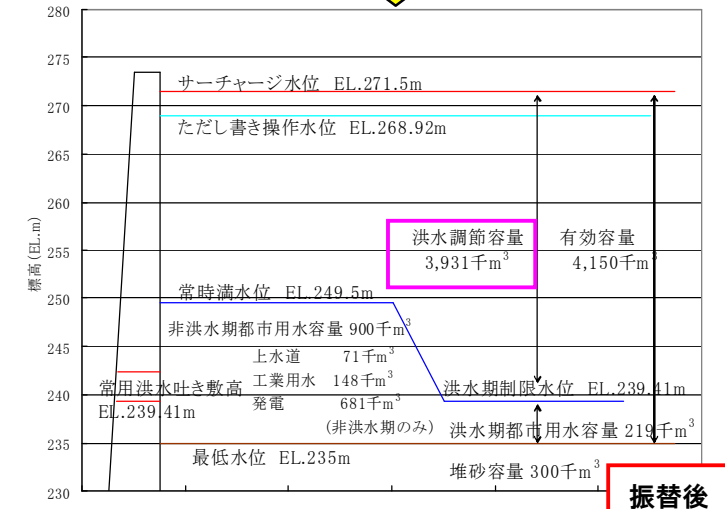 280
275
270
265
260
255
250
245
240
235
230
標高(EL.m)
サーチャージ水位 EL.271.5m
ただし書き操作水位 EL.268.92m
洪水調節容量
3,931千m³
有効容量
4,150千m³
常時満水位 EL.249.5m
非洪水期都市用水容量 900千m³
上水道 71千m³
工業用水 148千m³
発電 681千m³
(非洪水期のみ)
常用洪水吐き敷高
EL.239.41m
洪水期制限水位 EL.239.41m
洪水期都市用水容量 219千m³
最低水位 EL.235m
堆砂容量 300千m³
振替後